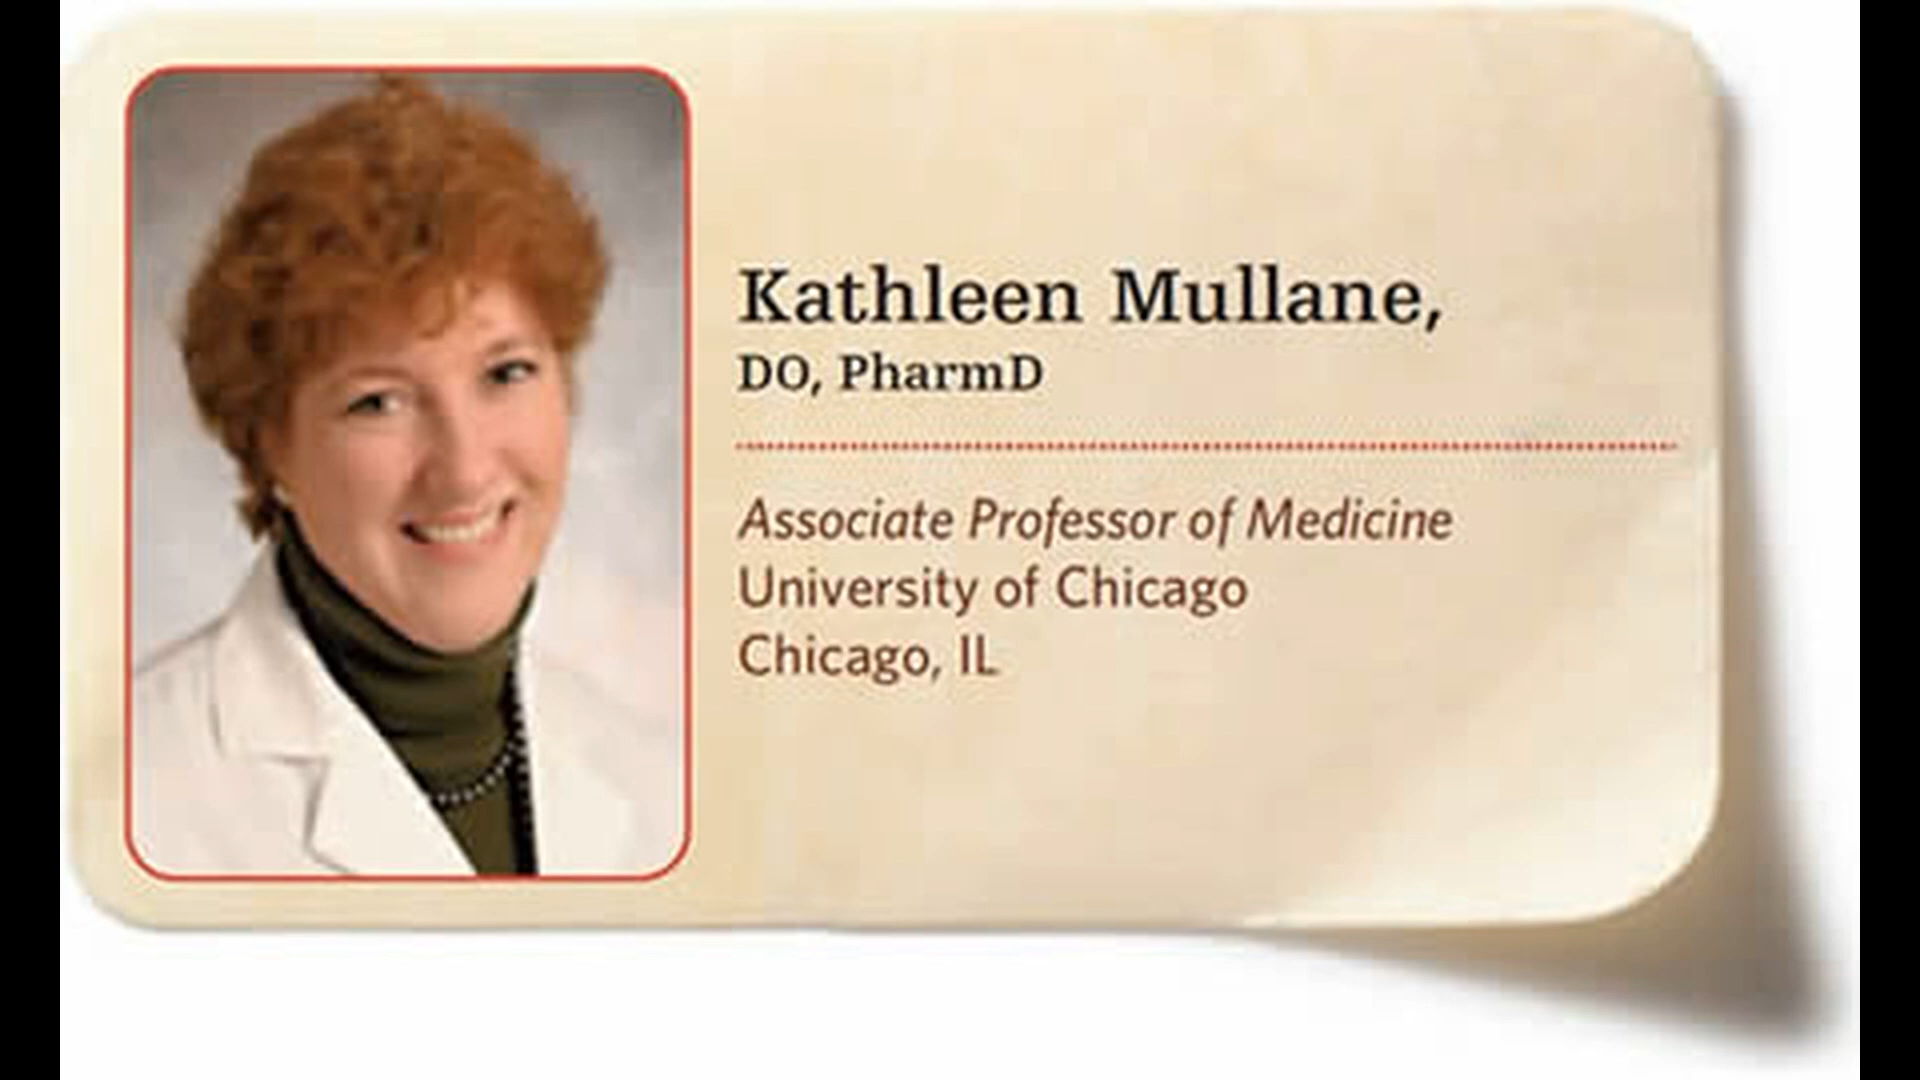 Kathleen Mullane,
DO, PharmD
Associate Professor of Medicine
University of Chicago
Chicago, IL